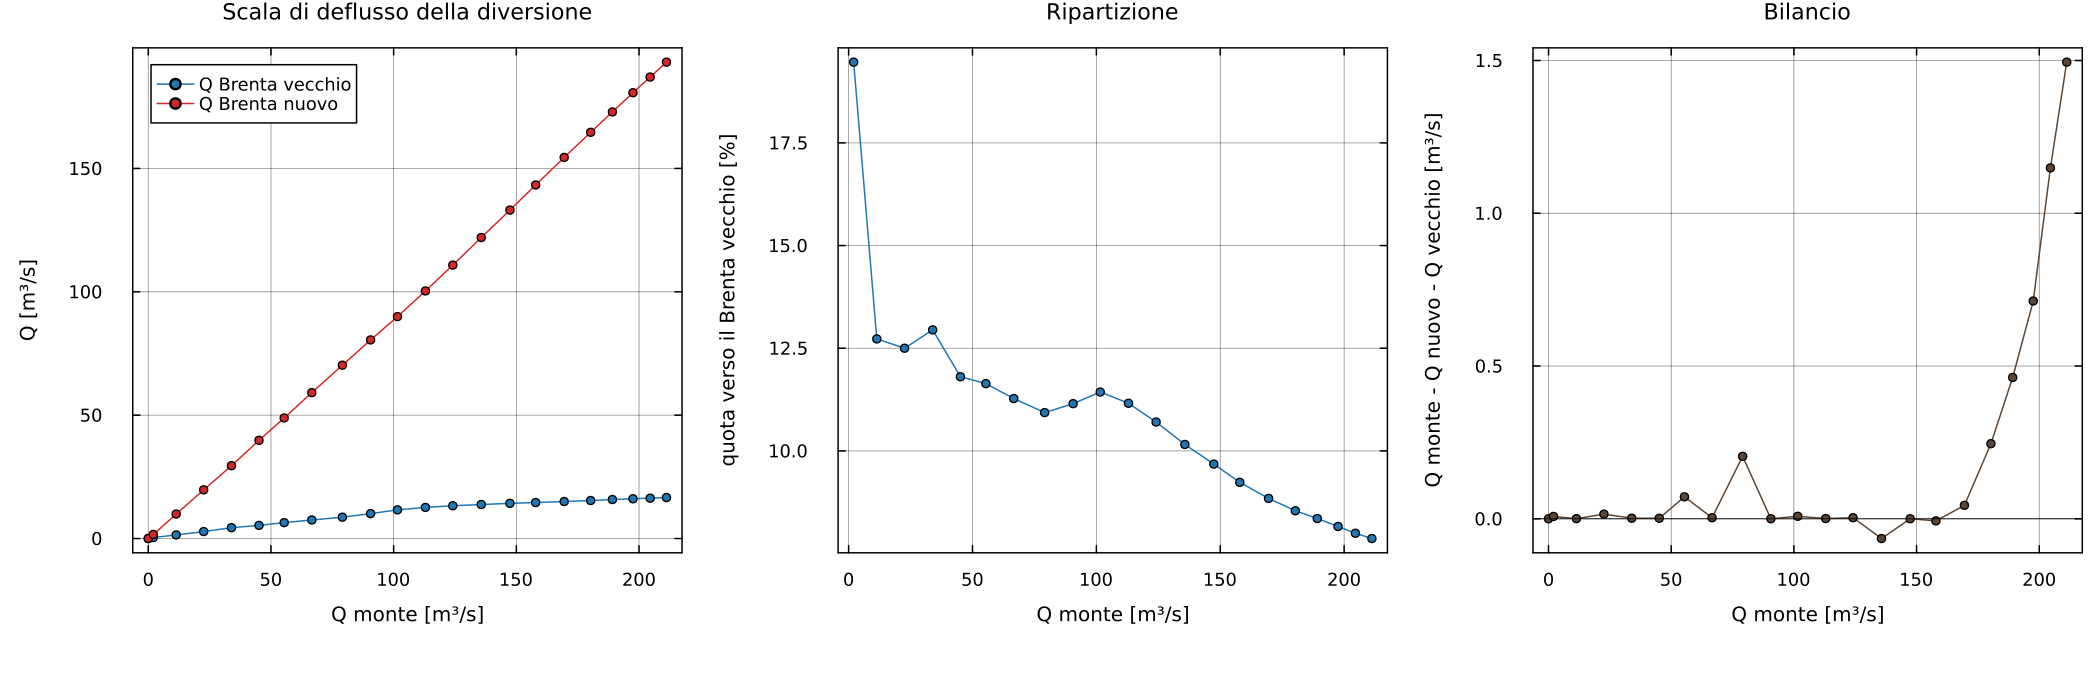 Scala di deflusso della diversione
Q [m³/s]
150
100
50
0
Q Brenta vecchio
Q Brenta nuovo
0 50 100 150 200
Q monte [m³/s]
Ripartizione
quota verso il Brenta vecchio [%]
17.5
15.0
12.5
10.0
0 50 100 150 200
Q monte [m³/s]
Bilancio
Q monte - Q nuovo - Q vecchio [m³/s]
1.5
1.0
0.5
0.0
0 50 100 150 200
Q monte [m³/s]